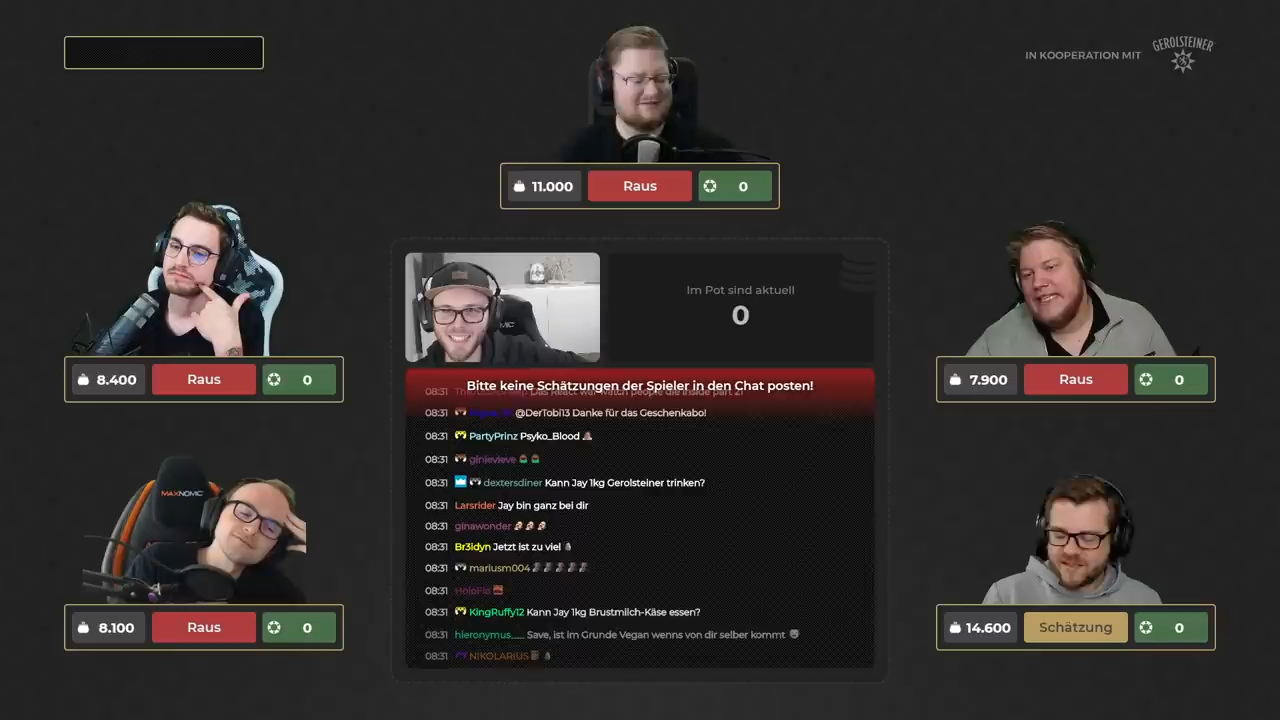 IN KOOPERATION MIT
GEROLSTEINER
11.000 Raus 0
8.400 Raus 0
7.900 Raus 0
MAXNOMIC
8.100 Raus 0
14.600 Schätzung 0
Im Pot sind aktuell
0
Bitte keine Schätzungen der Spieler in den Chat posten!
08:31
08:31 @DerTobi13 Danke für das Geschenkabo!
08:31 PartyPrinz Psyko_Blood
08:31 ginievieve
08:31 dextersdiner Kann Jay 1kg Gerolsteiner trinken?
08:31 Larsrider Jay bin ganz bei dir
08:31 ginawonder
08:31 Br3idyn Jetzt ist zu viel
08:31 mariusm004
08:31 HoloFlo
08:31 KingRuffy12 Kann Jay 1kg Brustmilch-Käse essen?
08:31 hieronymus___ Save, ist im Grunde Vegan wenns von dir selber kommt
08:31 NIKOLARIUS